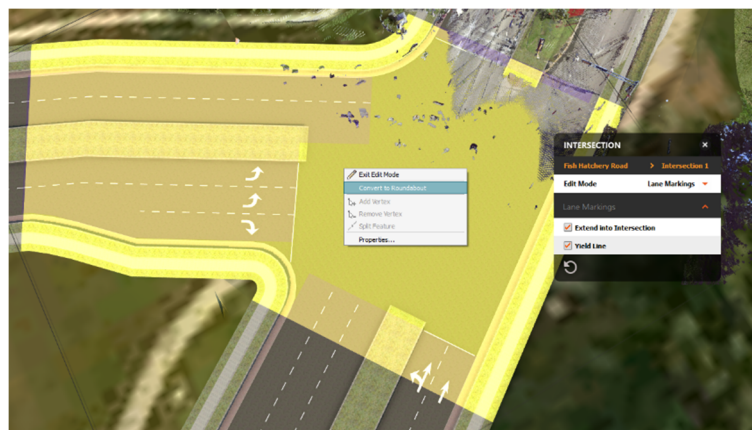 Exit Edit Mode
Convert to Roundabout
Add Vertex
Remove Vertex
Split Feature
Properties...
INTERSECTION ×
Fish Hatchery Road > Intersection 1
Edit Mode Lane Markings
Lane Markings
Extend into Intersection
Yield Line